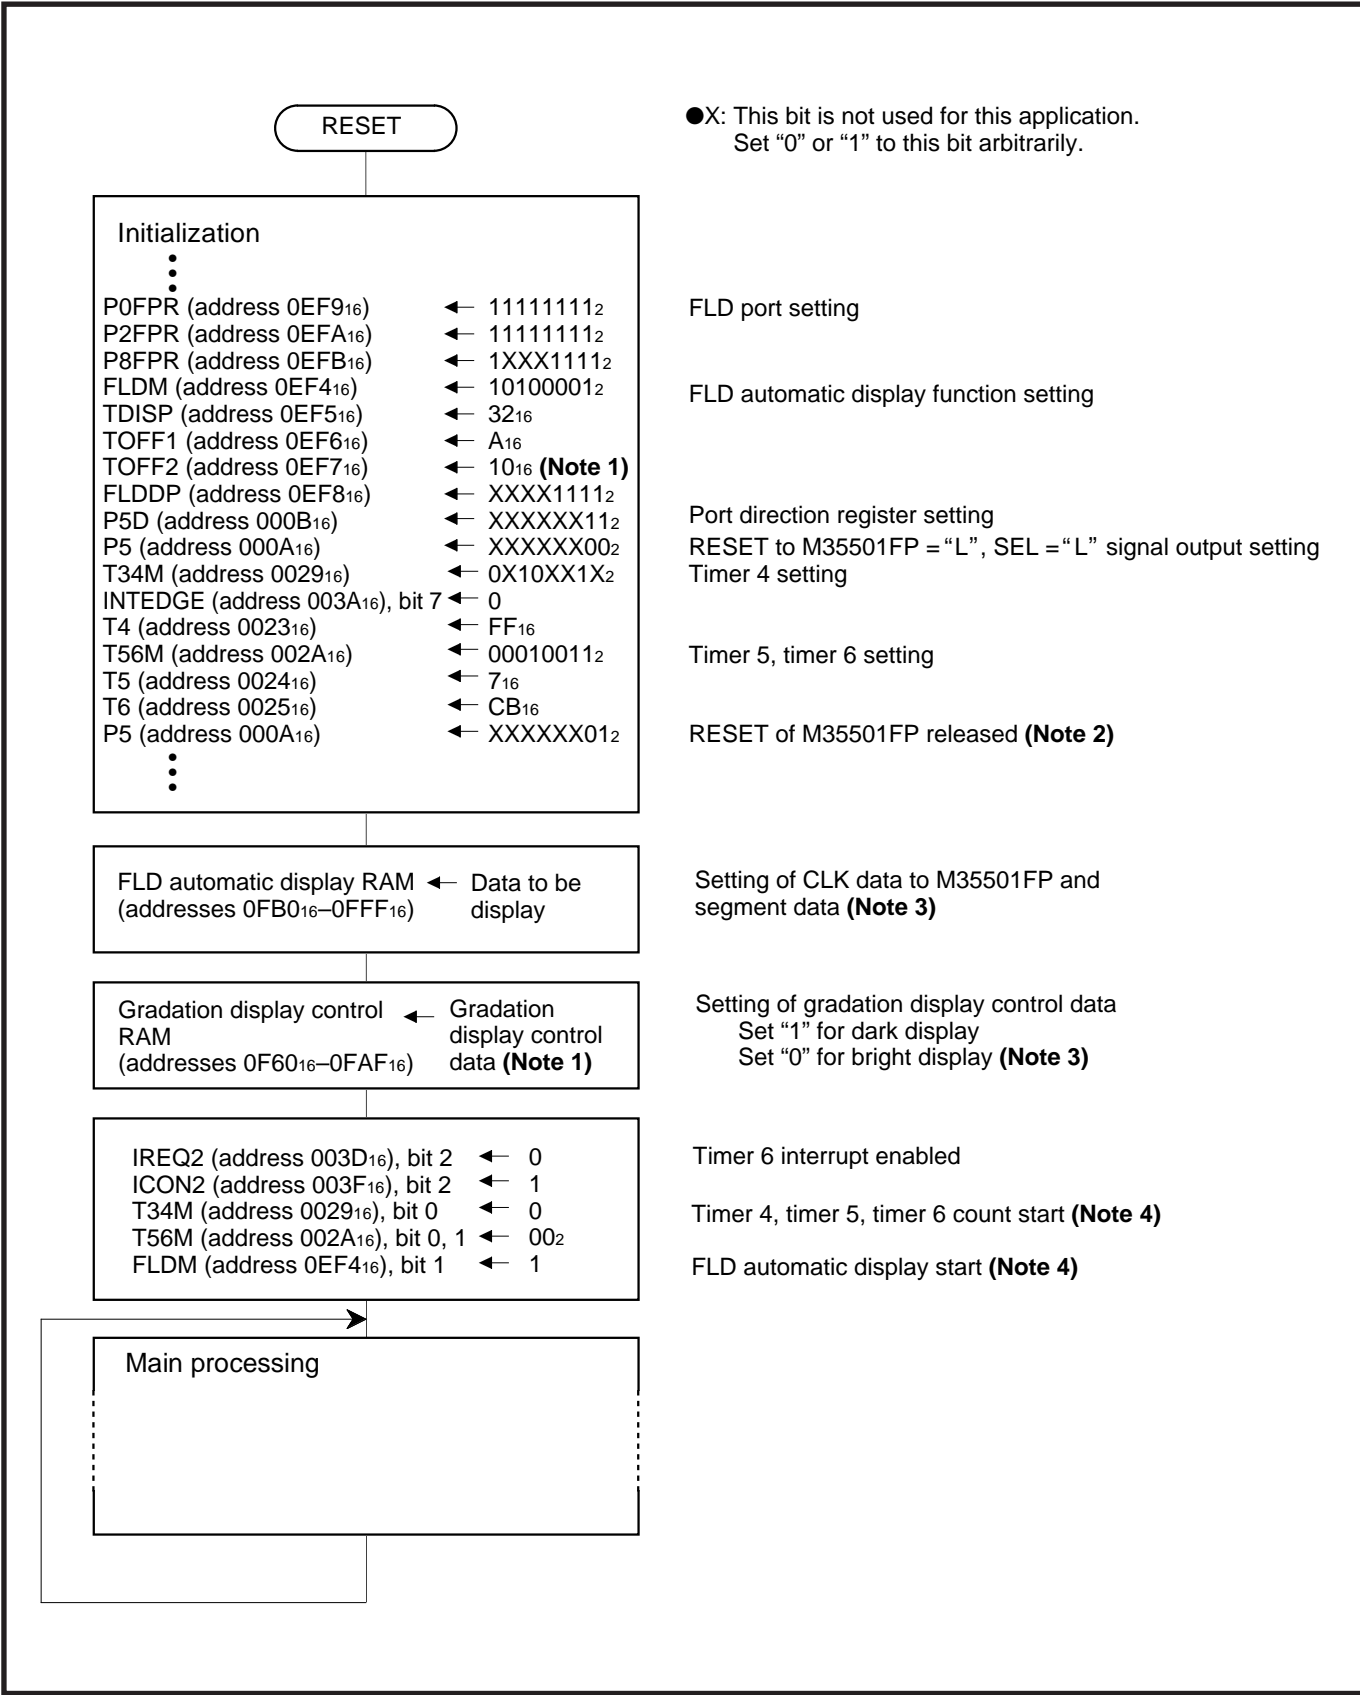 RESET
●X: This bit is not used for this application.
Set “0” or “1” to this bit arbitrarily.
Initialization
P0FPR (address 0EF916) ← 111111112 FLD port setting
P2FPR (address 0EFA16) ← 111111112
P8FPR (address 0EFB16) ← 1XXX11112
FLDM (address 0EF416) ← 101000012 FLD automatic display function setting
TDISP (address 0EF516) ← 3216
TOFF1 (address 0EF616) ← A16
TOFF2 (address 0EF716) ← 1016 (Note 1)
FLDDP (address 0EF816) ← XXXX11112
P5D (address 000B16) ← XXXXXX112 Port direction register setting
P5 (address 000A16) ← XXXXXX002 RESET to M35501FP = “L”, SEL = “L” signal output setting
T34M (address 002916) ← 0X10XX1X2 Timer 4 setting
INTEDGE (address 003A16), bit 7 ← 0
T4 (address 002316) ← FF16
T56M (address 002A16) ← 000100112 Timer 5, timer 6 setting
T5 (address 002416) ← 716
T6 (address 002516) ← CB16
P5 (address 000A16) ← XXXXXX012 RESET of M35501FP released (Note 2)
FLD automatic display RAM ← Data to be Setting of CLK data to M35501FP and
(addresses 0FB016–0FFF16) display segment data (Note 3)
Gradation display control ← Gradation Setting of gradation display control data
RAM display control Set “1” for dark display
(addresses 0F6016–0FAF16) data (Note 1) Set “0” for bright display (Note 3)
IREQ2 (address 003D16), bit 2 ← 0 Timer 6 interrupt enabled
ICON2 (address 003F16), bit 2 ← 1
T34M (address 002916), bit 0 ← 0 Timer 4, timer 5, timer 6 count start (Note 4)
T56M (address 002A16), bit 0, 1 ← 002
FLDM (address 0EF416), bit 1 ← 1 FLD automatic display start (Note 4)
Main processing